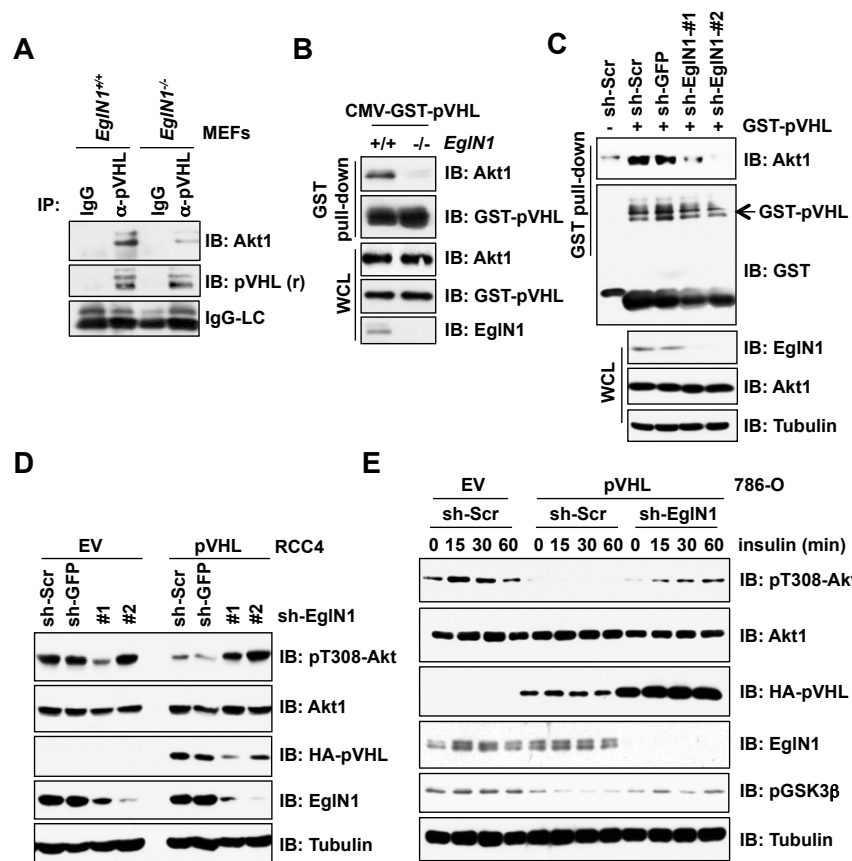 A
EglN1+/+
EglN1-/-
MEFs
IP:
IgG
α-pVHL
IgG
α-pVHL
IB: Akt1
IB: pVHL (r)
IgG-LC
B
CMV-GST-pVHL
+/+ -/- EglN1
GST pull-down
IB: Akt1
IB: GST-pVHL
WCL
IB: Akt1
IB: GST-pVHL
IB: EglN1
C
sh-Scr
sh-Scr
sh-GFP
sh-EglN1-#1
sh-EglN1-#2
- + + + + GST-pVHL
GST pull-down
IB: Akt1
GST-pVHL
IB: GST
WCL
IB: EglN1
IB: Akt1
IB: Tubulin
D
EV pVHL RCC4
sh-Scr
sh-GFP
#1
#2
sh-Scr
sh-GFP
#1
#2
sh-EglN1
IB: pT308-Akt
IB: Akt1
IB: HA-pVHL
IB: EglN1
IB: Tubulin
E
EV pVHL 786-O
sh-Scr sh-Scr sh-EglN1
0 15 30 60 0 15 30 60 0 15 30 60 insulin (min)
IB: pT308-Akt
IB: Akt1
IB: HA-pVHL
IB: EglN1
IB: pGSK3β
IB: Tubulin